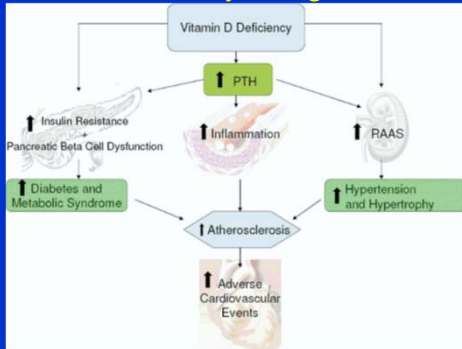 Vitamin D Deficiency
PTH
Insulin Resistance
+
Pancreatic Beta Cell Dysfunction
Inflammation
RAAS
Diabetes and
Metabolic Syndrome
Hypertension
and Hypertrophy
Atherosclerosis
Adverse
Cardiovascular
Events